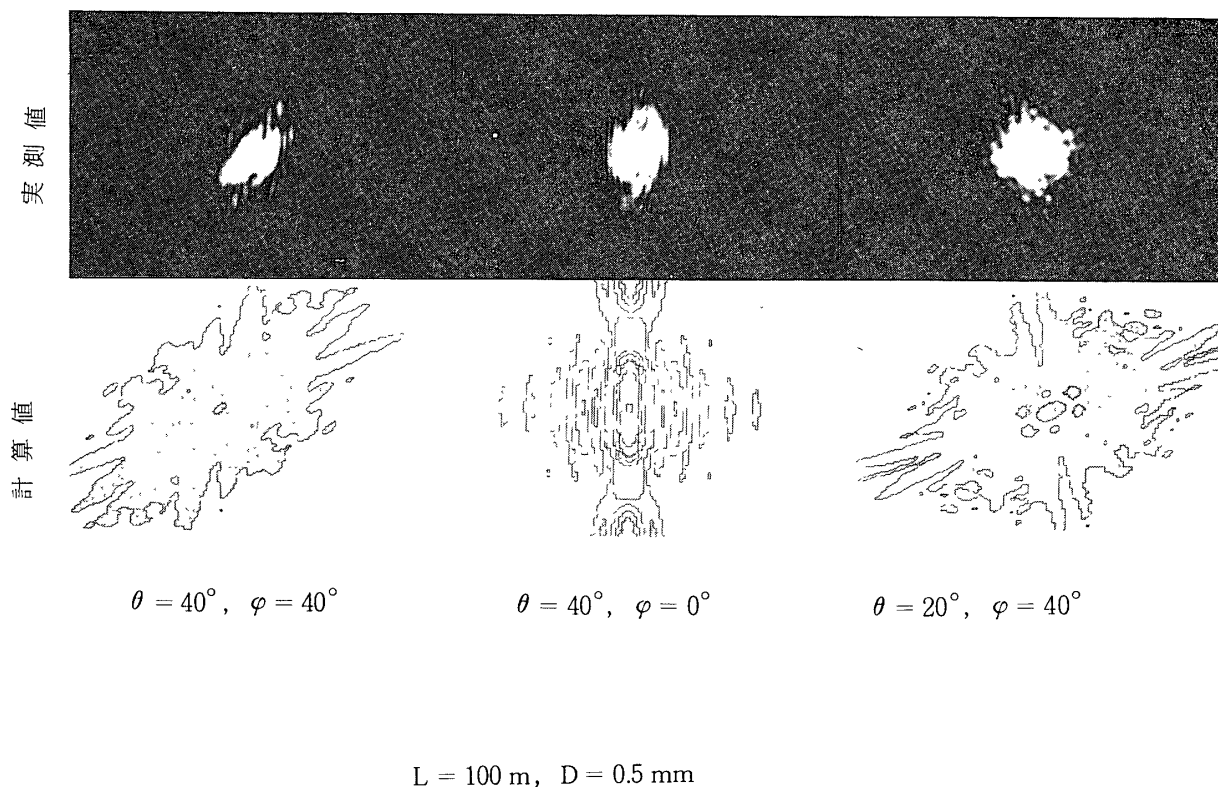 実測値
計算値
θ = 40°, φ = 40°
θ = 40°, φ = 0°
θ = 20°, φ = 40°
L = 100 m, D = 0.5 mm